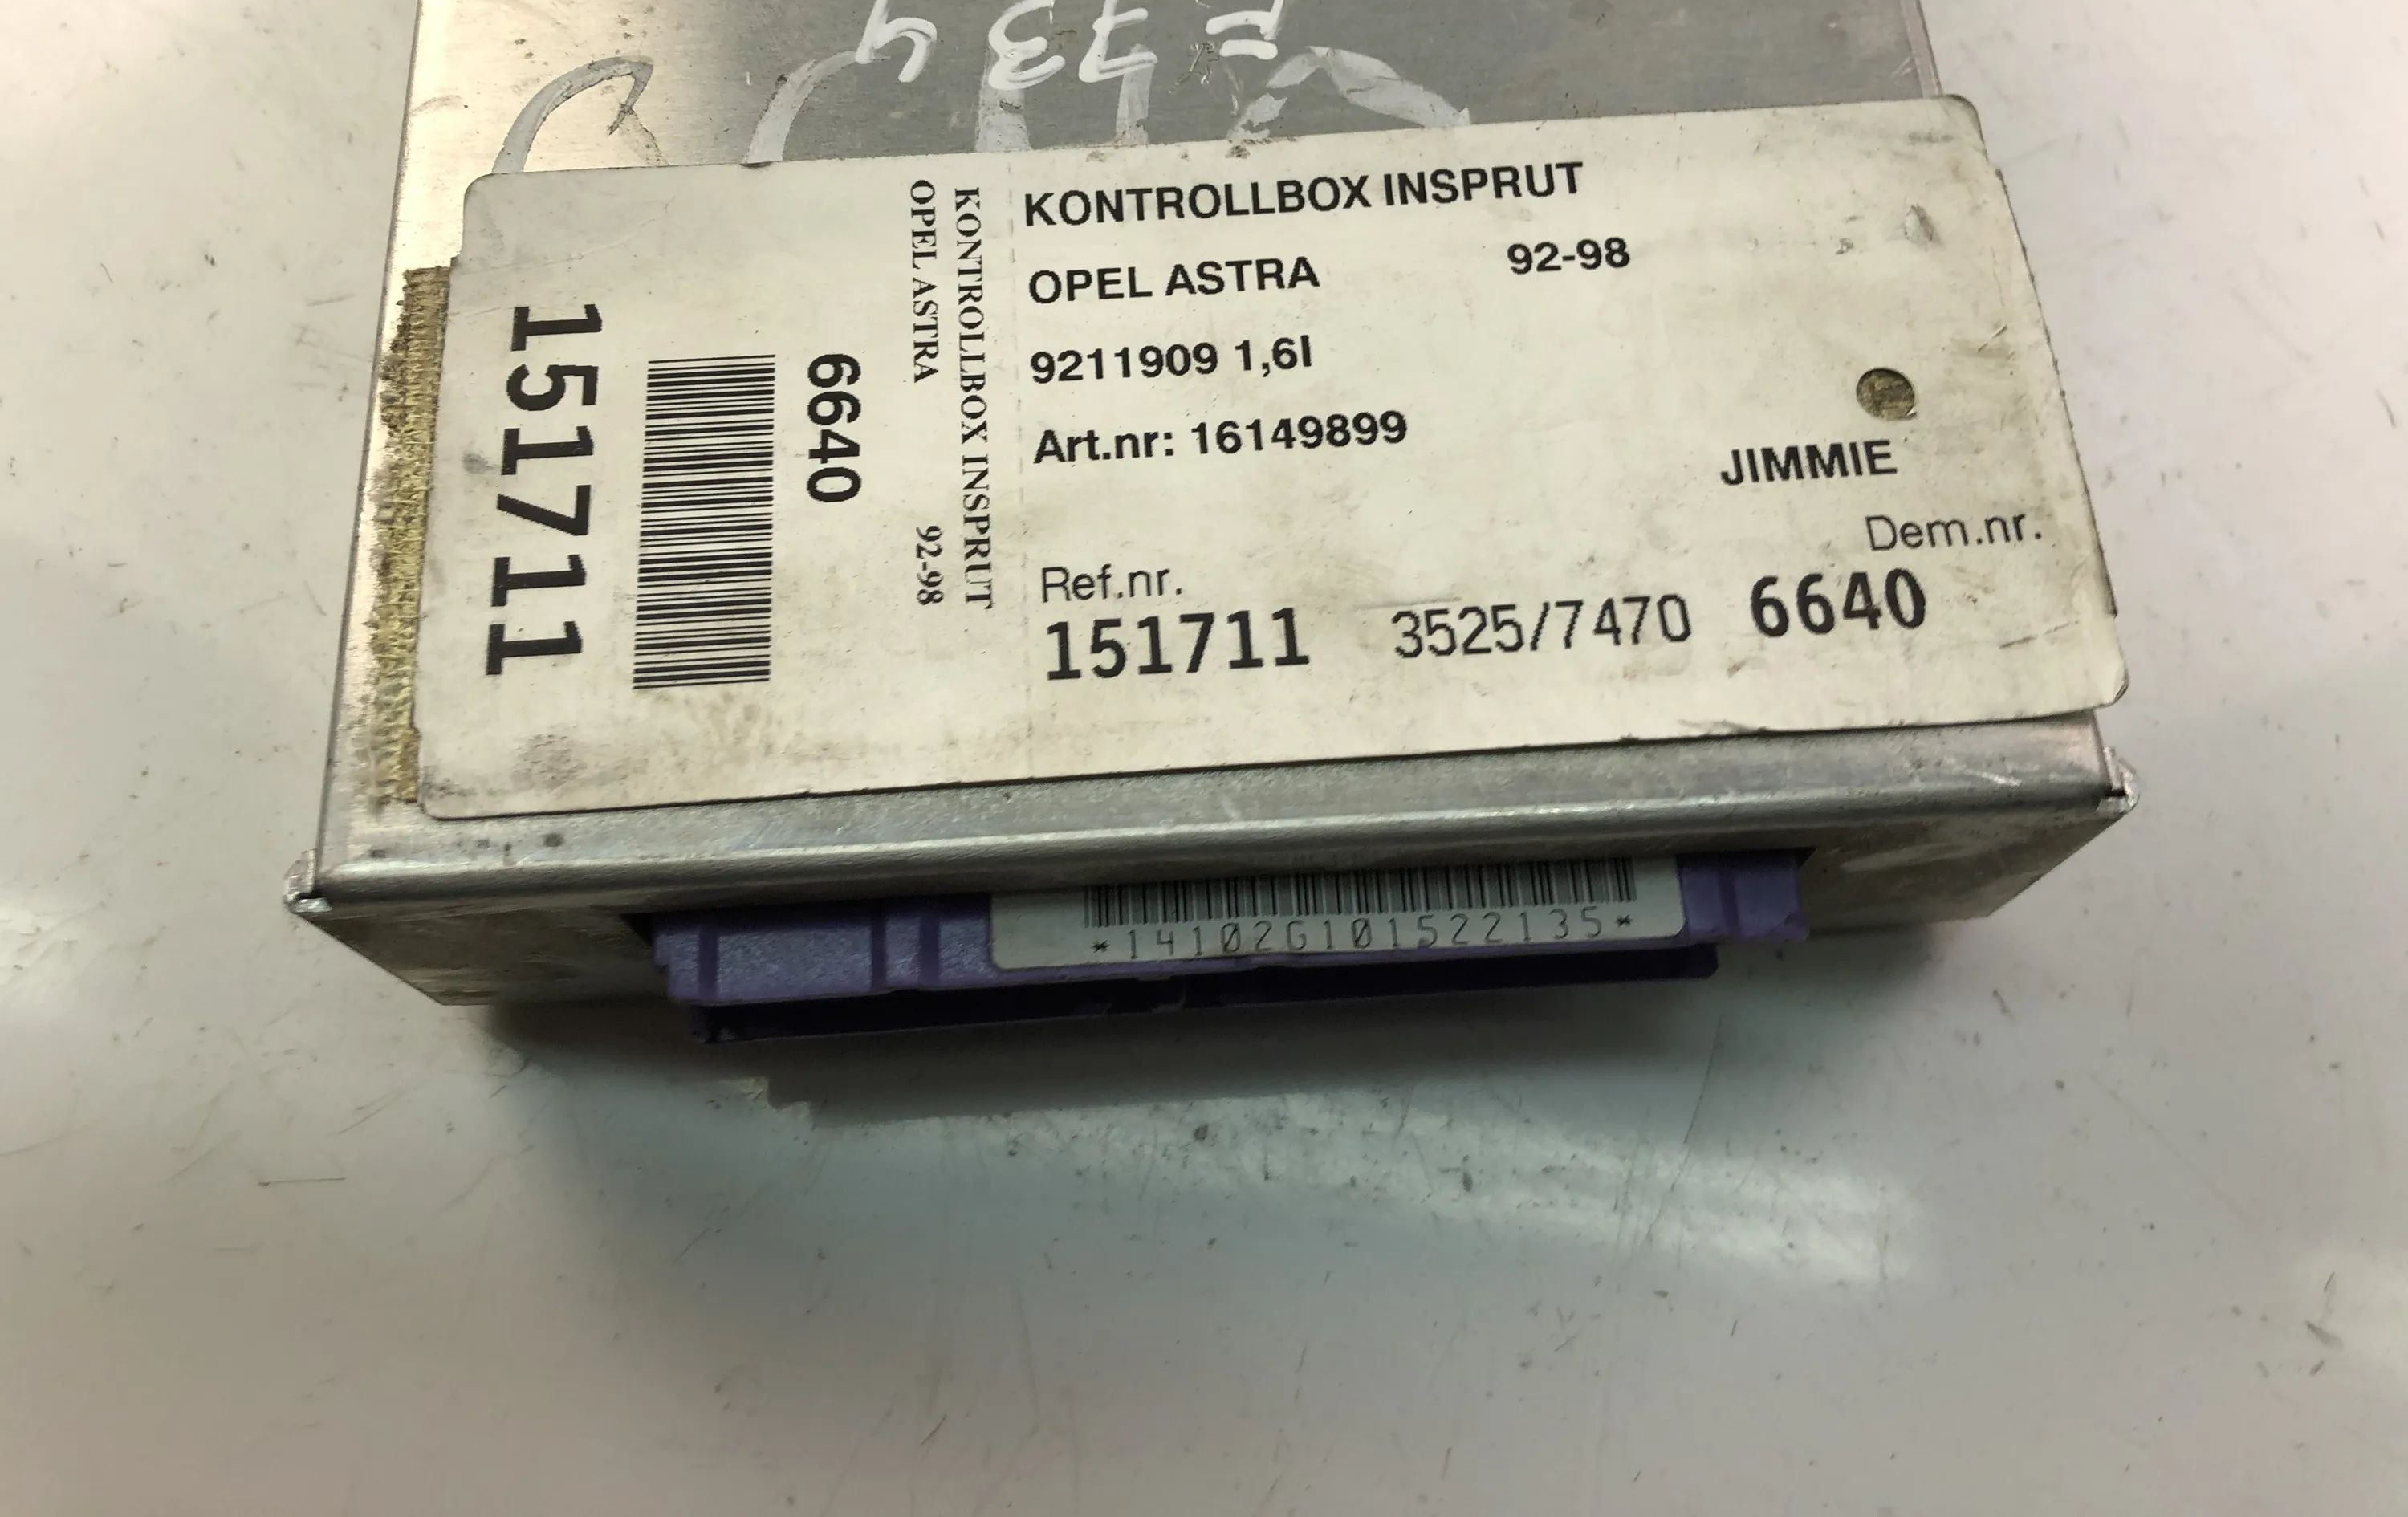 KONTROLLBOX INSPRUT
OPEL ASTRA 92-98
9211909 1,6I
Art.nr: 16149899
JIMMIE
Dem.nr.
Ref.nr.
151711 3525/7470 6640
KONTROLLBOX INSPRUT
OPEL ASTRA 92-98
6640
151711
*14102G101522135*